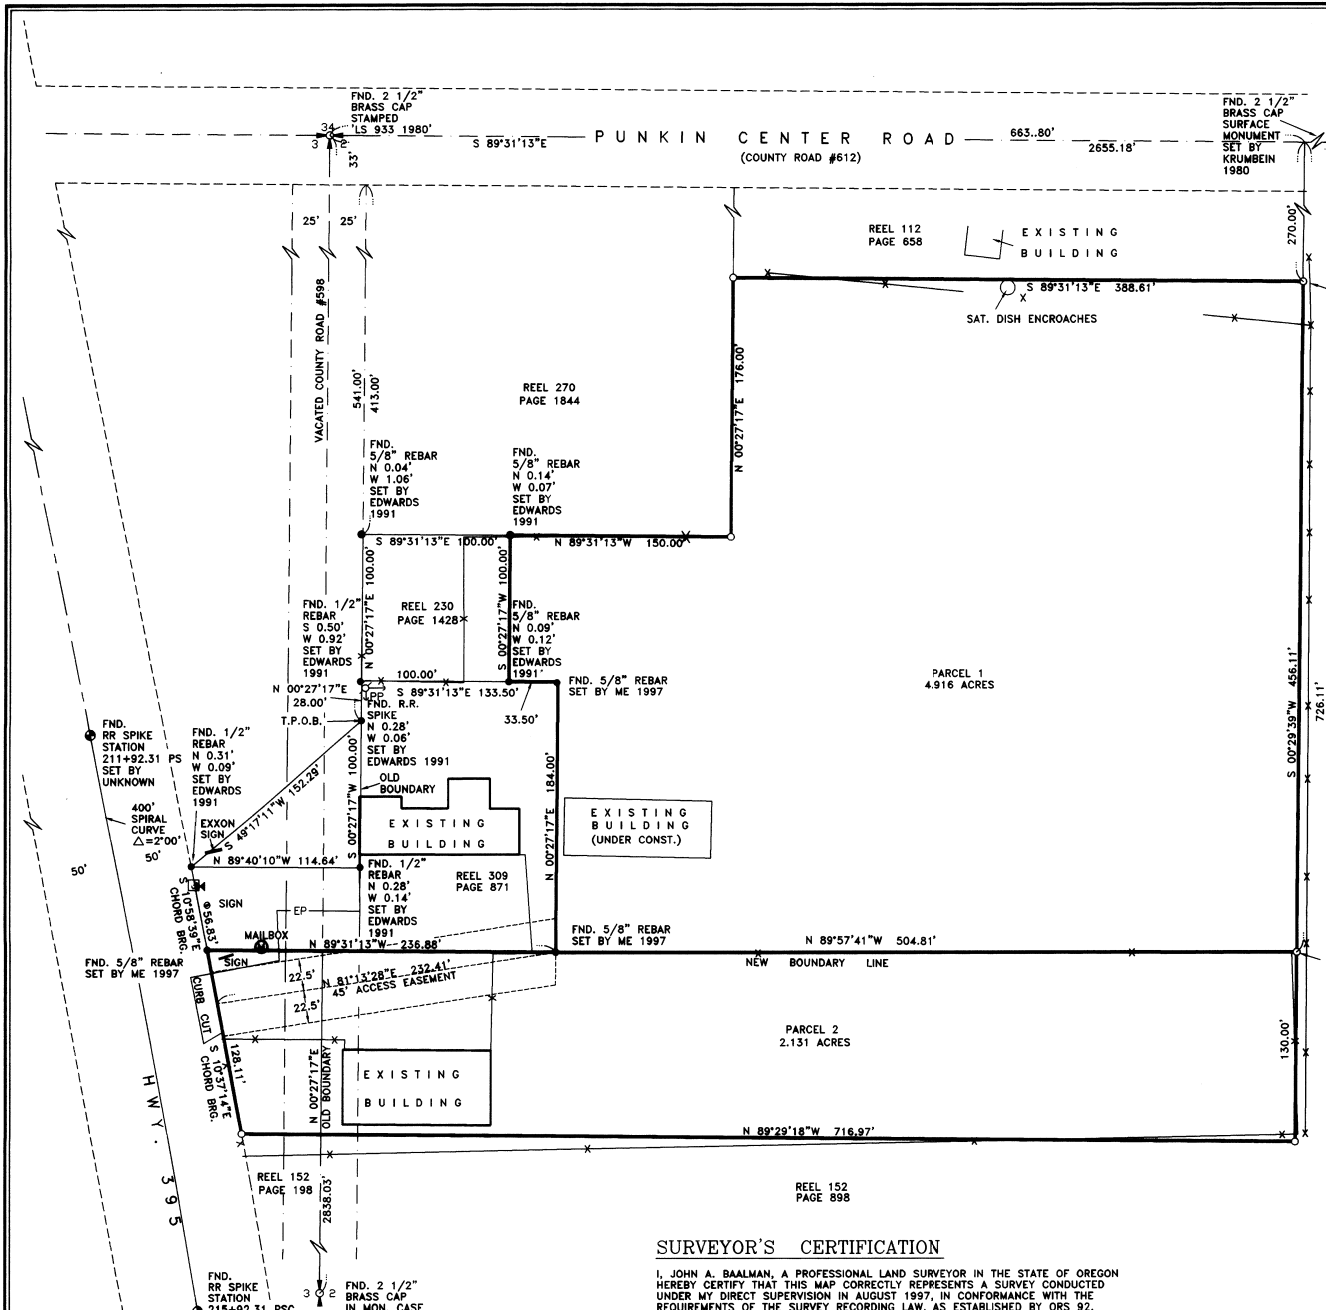 FND. 2 1/2"
BRASS CAP
STAMPED
'LS 933 1980'
34
3 2
33'
S 89°31'13"E
PUNKIN CENTER ROAD
(COUNTY ROAD #612)
663..80'
2655.18'
FND. 2 1/2"
BRASS CAP
SURFACE
MONUMENT
SET BY
KRUMBEIN
1980
25' 25'
VACATED COUNTY ROAD #598
541.00'
413.00'
REEL 112
PAGE 658
EXISTING
BUILDING
270.00'
S 89°31'13"E 388.61'
SAT. DISH ENCROACHES
N 00°27'17"E 176.00'
REEL 270
PAGE 1844
FND.
5/8" REBAR
N 0.04'
W 1.06'
SET BY
EDWARDS
1991
FND.
5/8" REBAR
N 0.14'
W 0.07'
SET BY
EDWARDS
1991
S 89°31'13"E 100.00'
N 89°31'13"W 150.00'
N 00°27'17"E 100.00'
S 00°27'17"W 100.00'
REEL 230
PAGE 1428
FND. 1/2"
REBAR
S 0.50'
W 0.92'
SET BY
EDWARDS
1991
FND.
5/8" REBAR
N 0.09'
W 0.12'
SET BY
EDWARDS
1991
100.00'
S 89°31'13"E 133.50'
33.50'
FND. 5/8" REBAR
SET BY ME 1997
PARCEL 1
4.916 ACRES
S 00°29'39"W 456.11'
726.11'
N 00°27'17"E
28.00'
T.P.O.B.
PP
FND. R.R.
SPIKE
N 0.28'
W 0.06'
SET BY
EDWARDS 1991
FND.
RR SPIKE
STATION
211+92.31 PS
SET BY
UNKNOWN
FND. 1/2"
REBAR
N 0.31'
W 0.09'
SET BY
EDWARDS
1991
OLD
BOUNDARY
S 00°27'17"W 100.00'
N 00°27'17"E 184.00'
S 49°17'11"W 152.29'
400'
SPIRAL
CURVE
△=2°00'
EXXON
SIGN
EXISTING
BUILDING
EXISTING
BUILDING
(UNDER CONST.)
50'
50'
N 89°40'10"W 114.64'
FND. 1/2"
REBAR
N 0.28'
W 0.14'
SET BY
EDWARDS
1991
REEL 309
PAGE 871
S 10°58'39"E
CHORD BRG.
56.83'
SIGN
EP
MAILBOX
N 89°31'13"W 236.88'
FND. 5/8" REBAR
SET BY ME 1997
N 89°57'41"W 504.81'
NEW BOUNDARY LINE
FND. 5/8" REBAR
SET BY ME 1997
SIGN
22.5'
22.5'
N 81°13'28"E 232.41'
45' ACCESS EASEMENT
CURB CUT
S 10°37'14"E
CHORD BRG.
128.11'
N 00°27'17"E
OLD BOUNDARY
PARCEL 2
2.131 ACRES
130.00'
EXISTING
BUILDING
HWY. 395
N 89°29'18"W 716.97'
REEL 152
PAGE 198
REEL 152
PAGE 898
2838.03'
SURVEYOR'S CERTIFICATION
I, JOHN A. BAALMAN, A PROFESSIONAL LAND SURVEYOR IN THE STATE OF OREGON
HEREBY CERTIFY THAT THIS MAP CORRECTLY REPRESENTS A SURVEY CONDUCTED
UNDER MY DIRECT SUPERVISION IN AUGUST 1997, IN CONFORMANCE WITH THE
REQUIREMENTS OF THE SURVEY RECORDING LAW, AS ESTABLISHED BY ORS 92.
FND.
RR SPIKE
STATION
215+92.31 PSC
3 2
FND. 2 1/2"
BRASS CAP
IN MON. CASE